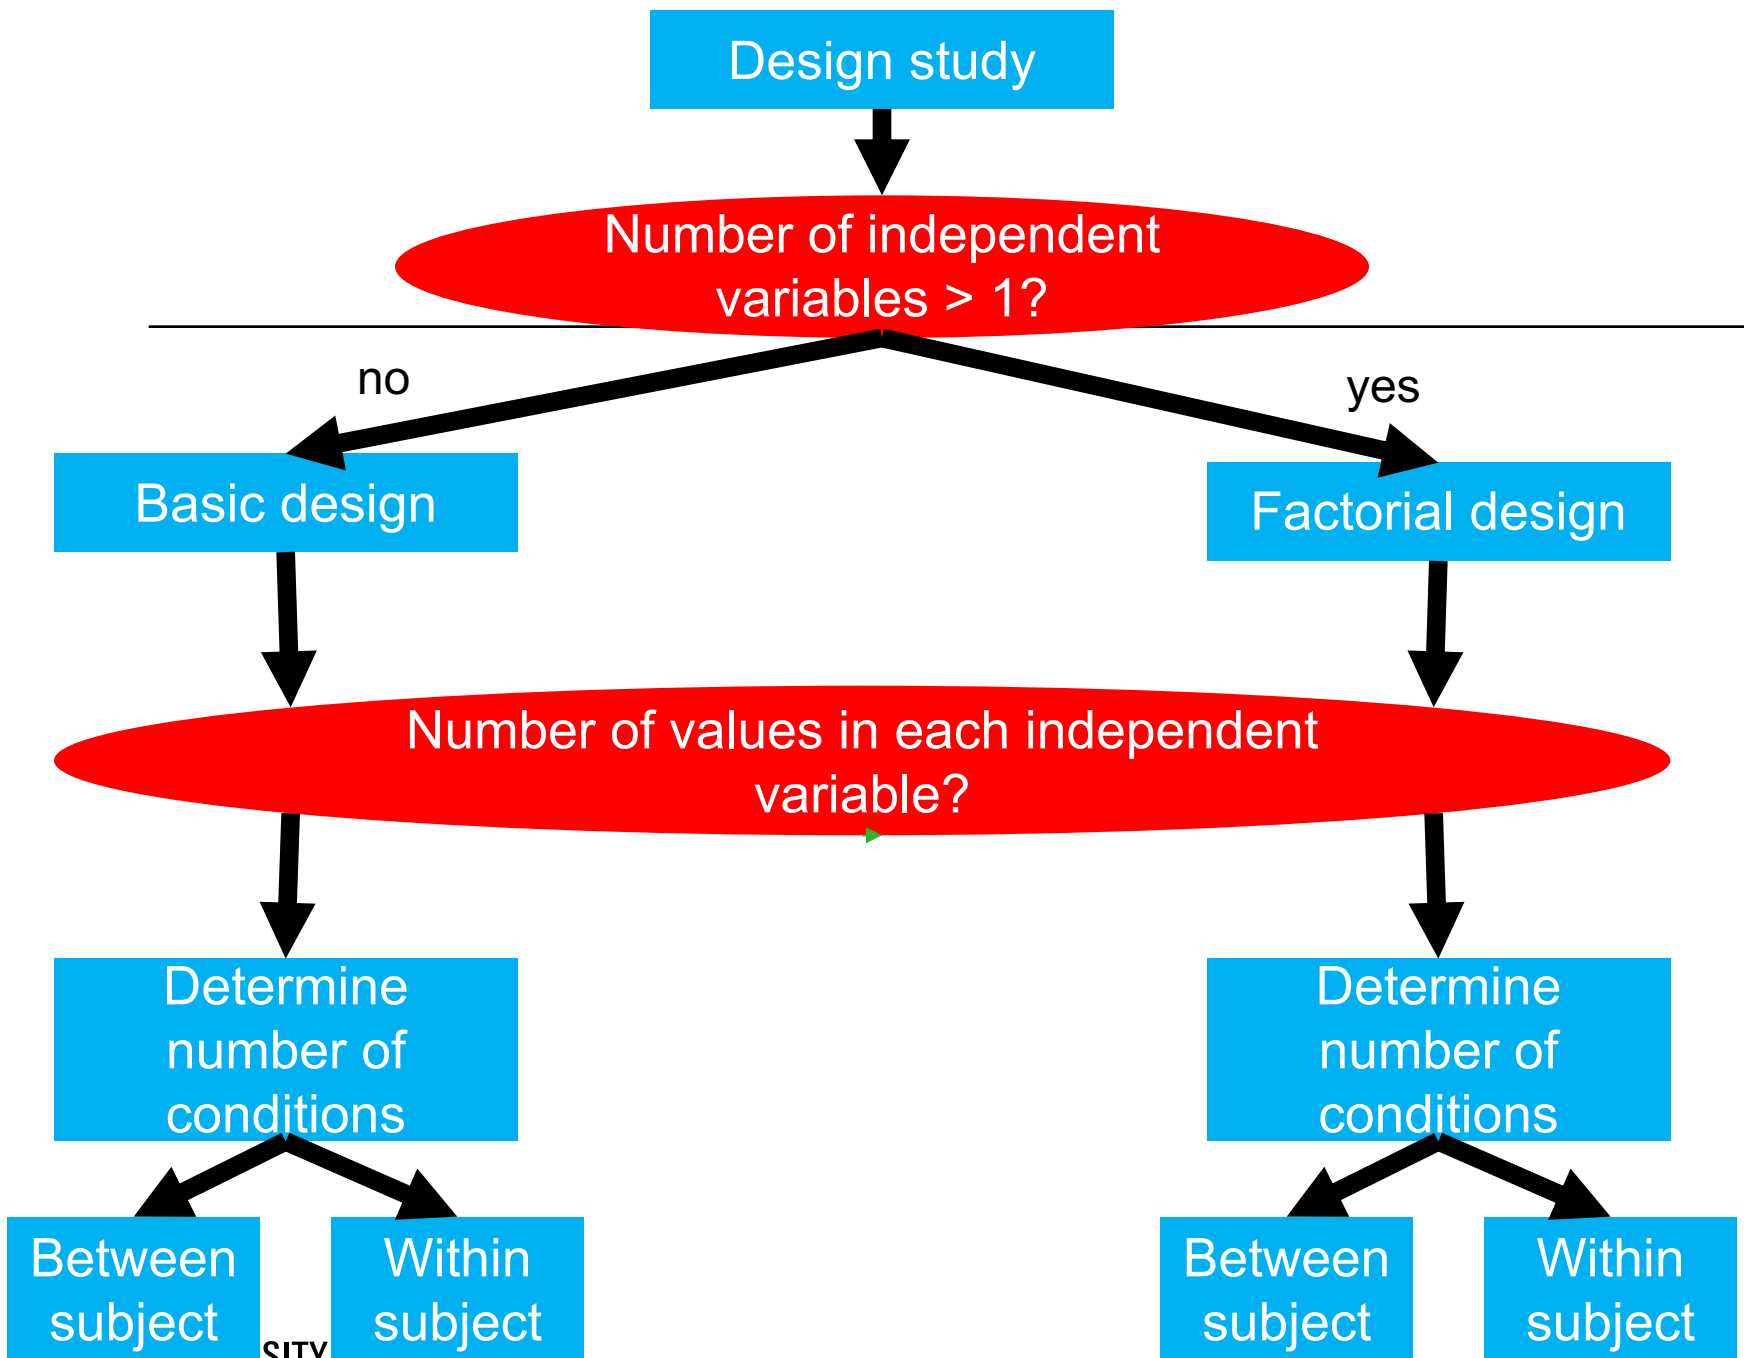 Design study
Number of independent
variables > 1?
no
yes
Basic design
Factorial design
Number of values in each independent
variable?
Determine
number of
conditions
Determine
number of
conditions
Between
subject
Within
subject
Between
subject
Within
subject
SITY